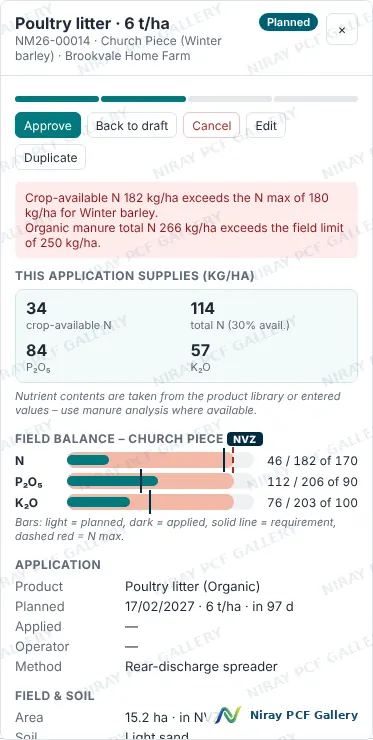 Poultry litter · 6 t/ha
Planned
×
NM26-00014 · Church Piece (Winter
barley) · Brookvale Home Farm
Approve
Back to draft
Cancel
Edit
Duplicate
Crop-available N 182 kg/ha exceeds the N max of 180
kg/ha for Winter barley.
Organic manure total N 266 kg/ha exceeds the field limit
of 250 kg/ha.
THIS APPLICATION SUPPLIES (KG/HA)
34
crop-available N
114
total N (30% avail.)
84
P₂O₅
57
K₂O
Nutrient contents are taken from the product library or entered
values – use manure analysis where available.
FIELD BALANCE – CHURCH PIECE NVZ
N 46 / 182 of 170
P₂O₅ 112 / 206 of 90
K₂O 76 / 203 of 100
Bars: light = planned, dark = applied, solid line = requirement,
dashed red = N max.
APPLICATION
Product Poultry litter (Organic)
Planned 17/02/2027 · 6 t/ha · in 97 d
Applied —
Operator —
Method Rear-discharge spreader
FIELD & SOIL
Area 15.2 ha · in
Niray PCF Gallery
Soil Light sand
NIRAY PCF GALLERY